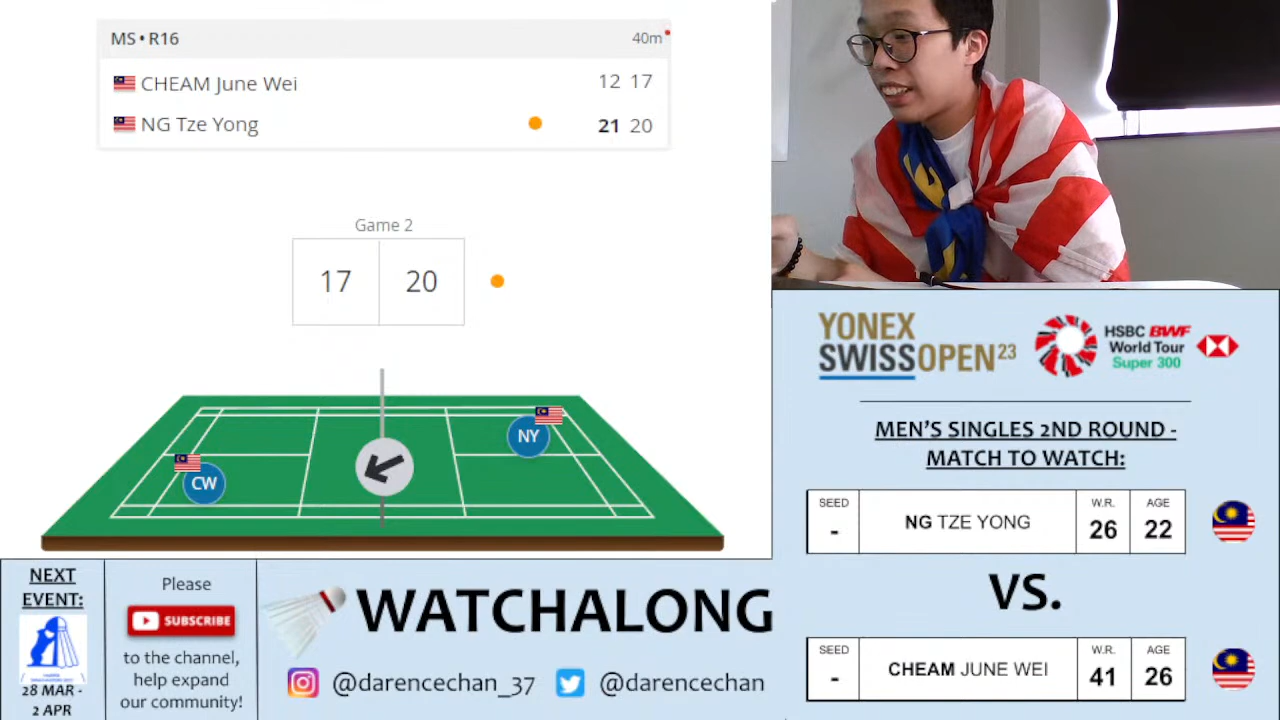 MS • R16
40m
CHEAM June Wei
12 17
NG Tze Yong
21 20
Game 2
17
20
NY
CW
YONEX
SWISSOPEN23
HSBC BWF
World Tour
Super 300
MEN'S SINGLES 2ND ROUND -
MATCH TO WATCH:
SEED
-
NG TZE YONG
W.R.
26
AGE
22
VS.
SEED
-
CHEAM JUNE WEI
W.R.
41
AGE
26
NEXT
EVENT:
28 MAR -
2 APR
Please
SUBSCRIBE
to the channel,
help expand
our community!
WATCHALONG
@darencechan_37
@darencechan